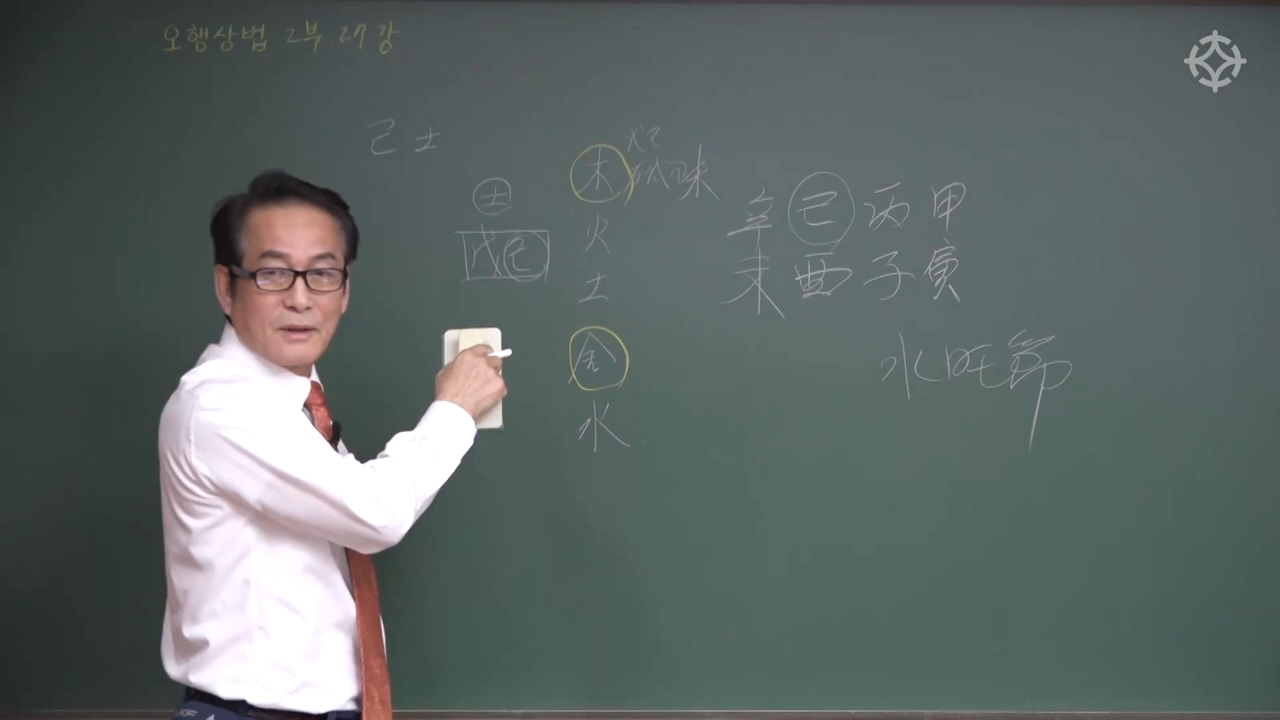 오행상법 2부 27강
己土
土
戊己
木
火
土
金
水
辛己丙甲
未酉子寅
水旺節